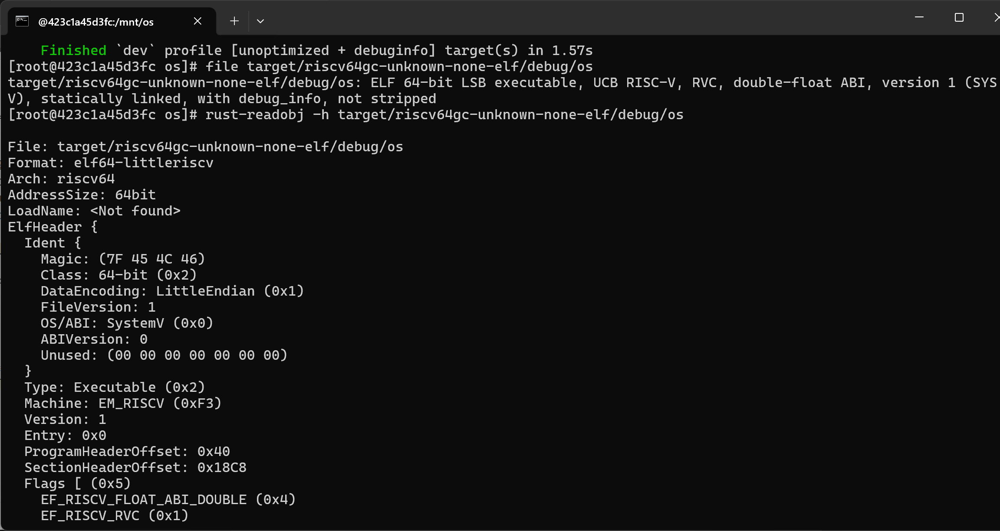 @423c1a45d3fc:/mnt/os
    Finished `dev` profile [unoptimized + debuginfo] target(s) in 1.57s
[root@423c1a45d3fc os]# file target/riscv64gc-unknown-none-elf/debug/os
target/riscv64gc-unknown-none-elf/debug/os: ELF 64-bit LSB executable, UCB RISC-V, RVC, double-float ABI, version 1 (SYS
V), statically linked, with debug_info, not stripped
[root@423c1a45d3fc os]# rust-readobj -h target/riscv64gc-unknown-none-elf/debug/os

File: target/riscv64gc-unknown-none-elf/debug/os
Format: elf64-littleriscv
Arch: riscv64
AddressSize: 64bit
LoadName: <Not found>
ElfHeader {
  Ident {
    Magic: (7F 45 4C 46)
    Class: 64-bit (0x2)
    DataEncoding: LittleEndian (0x1)
    FileVersion: 1
    OS/ABI: SystemV (0x0)
    ABIVersion: 0
    Unused: (00 00 00 00 00 00 00)
  }
  Type: Executable (0x2)
  Machine: EM_RISCV (0xF3)
  Version: 1
  Entry: 0x0
  ProgramHeaderOffset: 0x40
  SectionHeaderOffset: 0x18C8
  Flags [ (0x5)
    EF_RISCV_FLOAT_ABI_DOUBLE (0x4)
    EF_RISCV_RVC (0x1)